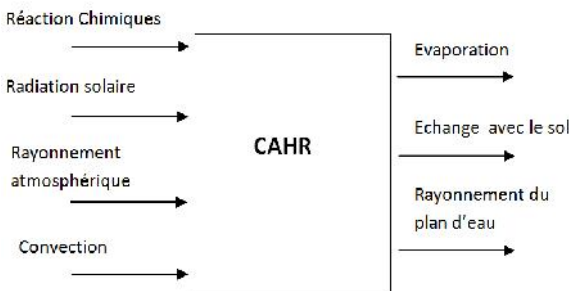 Réaction Chimiques
Radiation solaire
Rayonnement
atmosphérique
Convection
CAHR
Evaporation
Echange avec le sol
Rayonnement du
plan d'eau